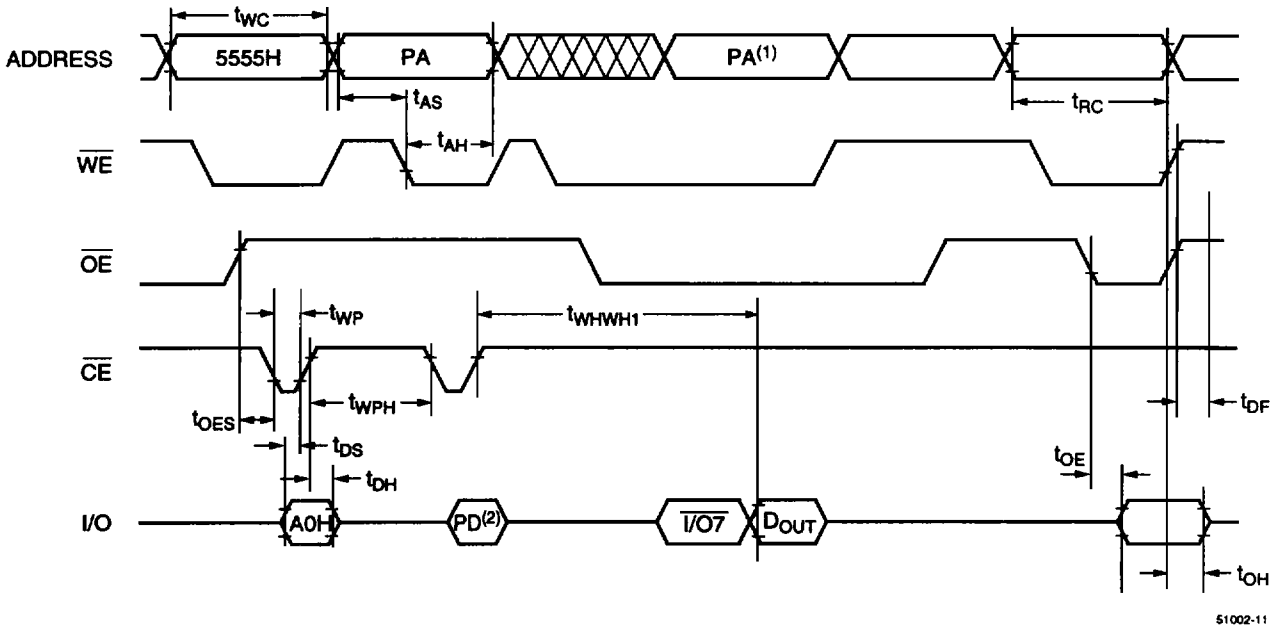 tWC
ADDRESS 5555H PA PA(1)
tAS tRC
tAH
WE
OE
tWP tWHWH1
CE
tOES tWPH tDF
tDS tOE
tDH
I/O A0H PD(2) I/O7 DOUT
tOH
51002-11